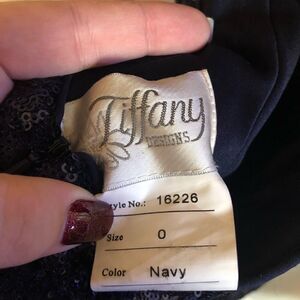 Tiffany
DESIGNS
Style No.: 16226
Size 0
Color Navy